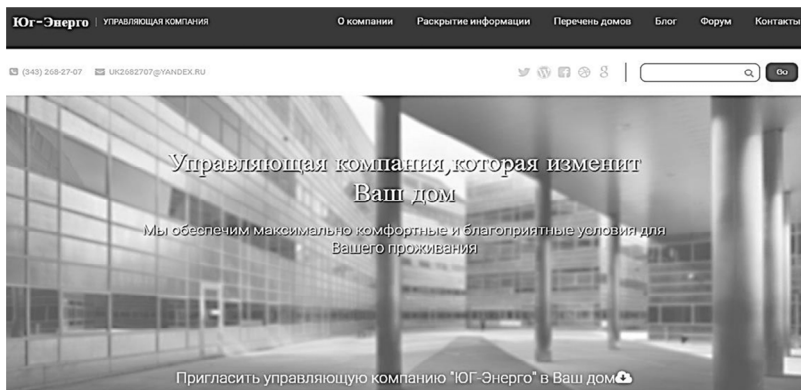 Юг-Энерго | УПРАВЛЯЮЩАЯ КОМПАНИЯ О компании Раскрытие информации Перечень домов Блог Форум Контакты
(343) 268-27-07 UK2682707@YANDEX.RU Go
Управляющая компания,которая изменит
Ваш дом
Мы обеспечим максимально комфортные и благоприятные условия для
Вашего проживания
Пригласить управляющую компанию "ЮГ-Энерго" в Ваш дом